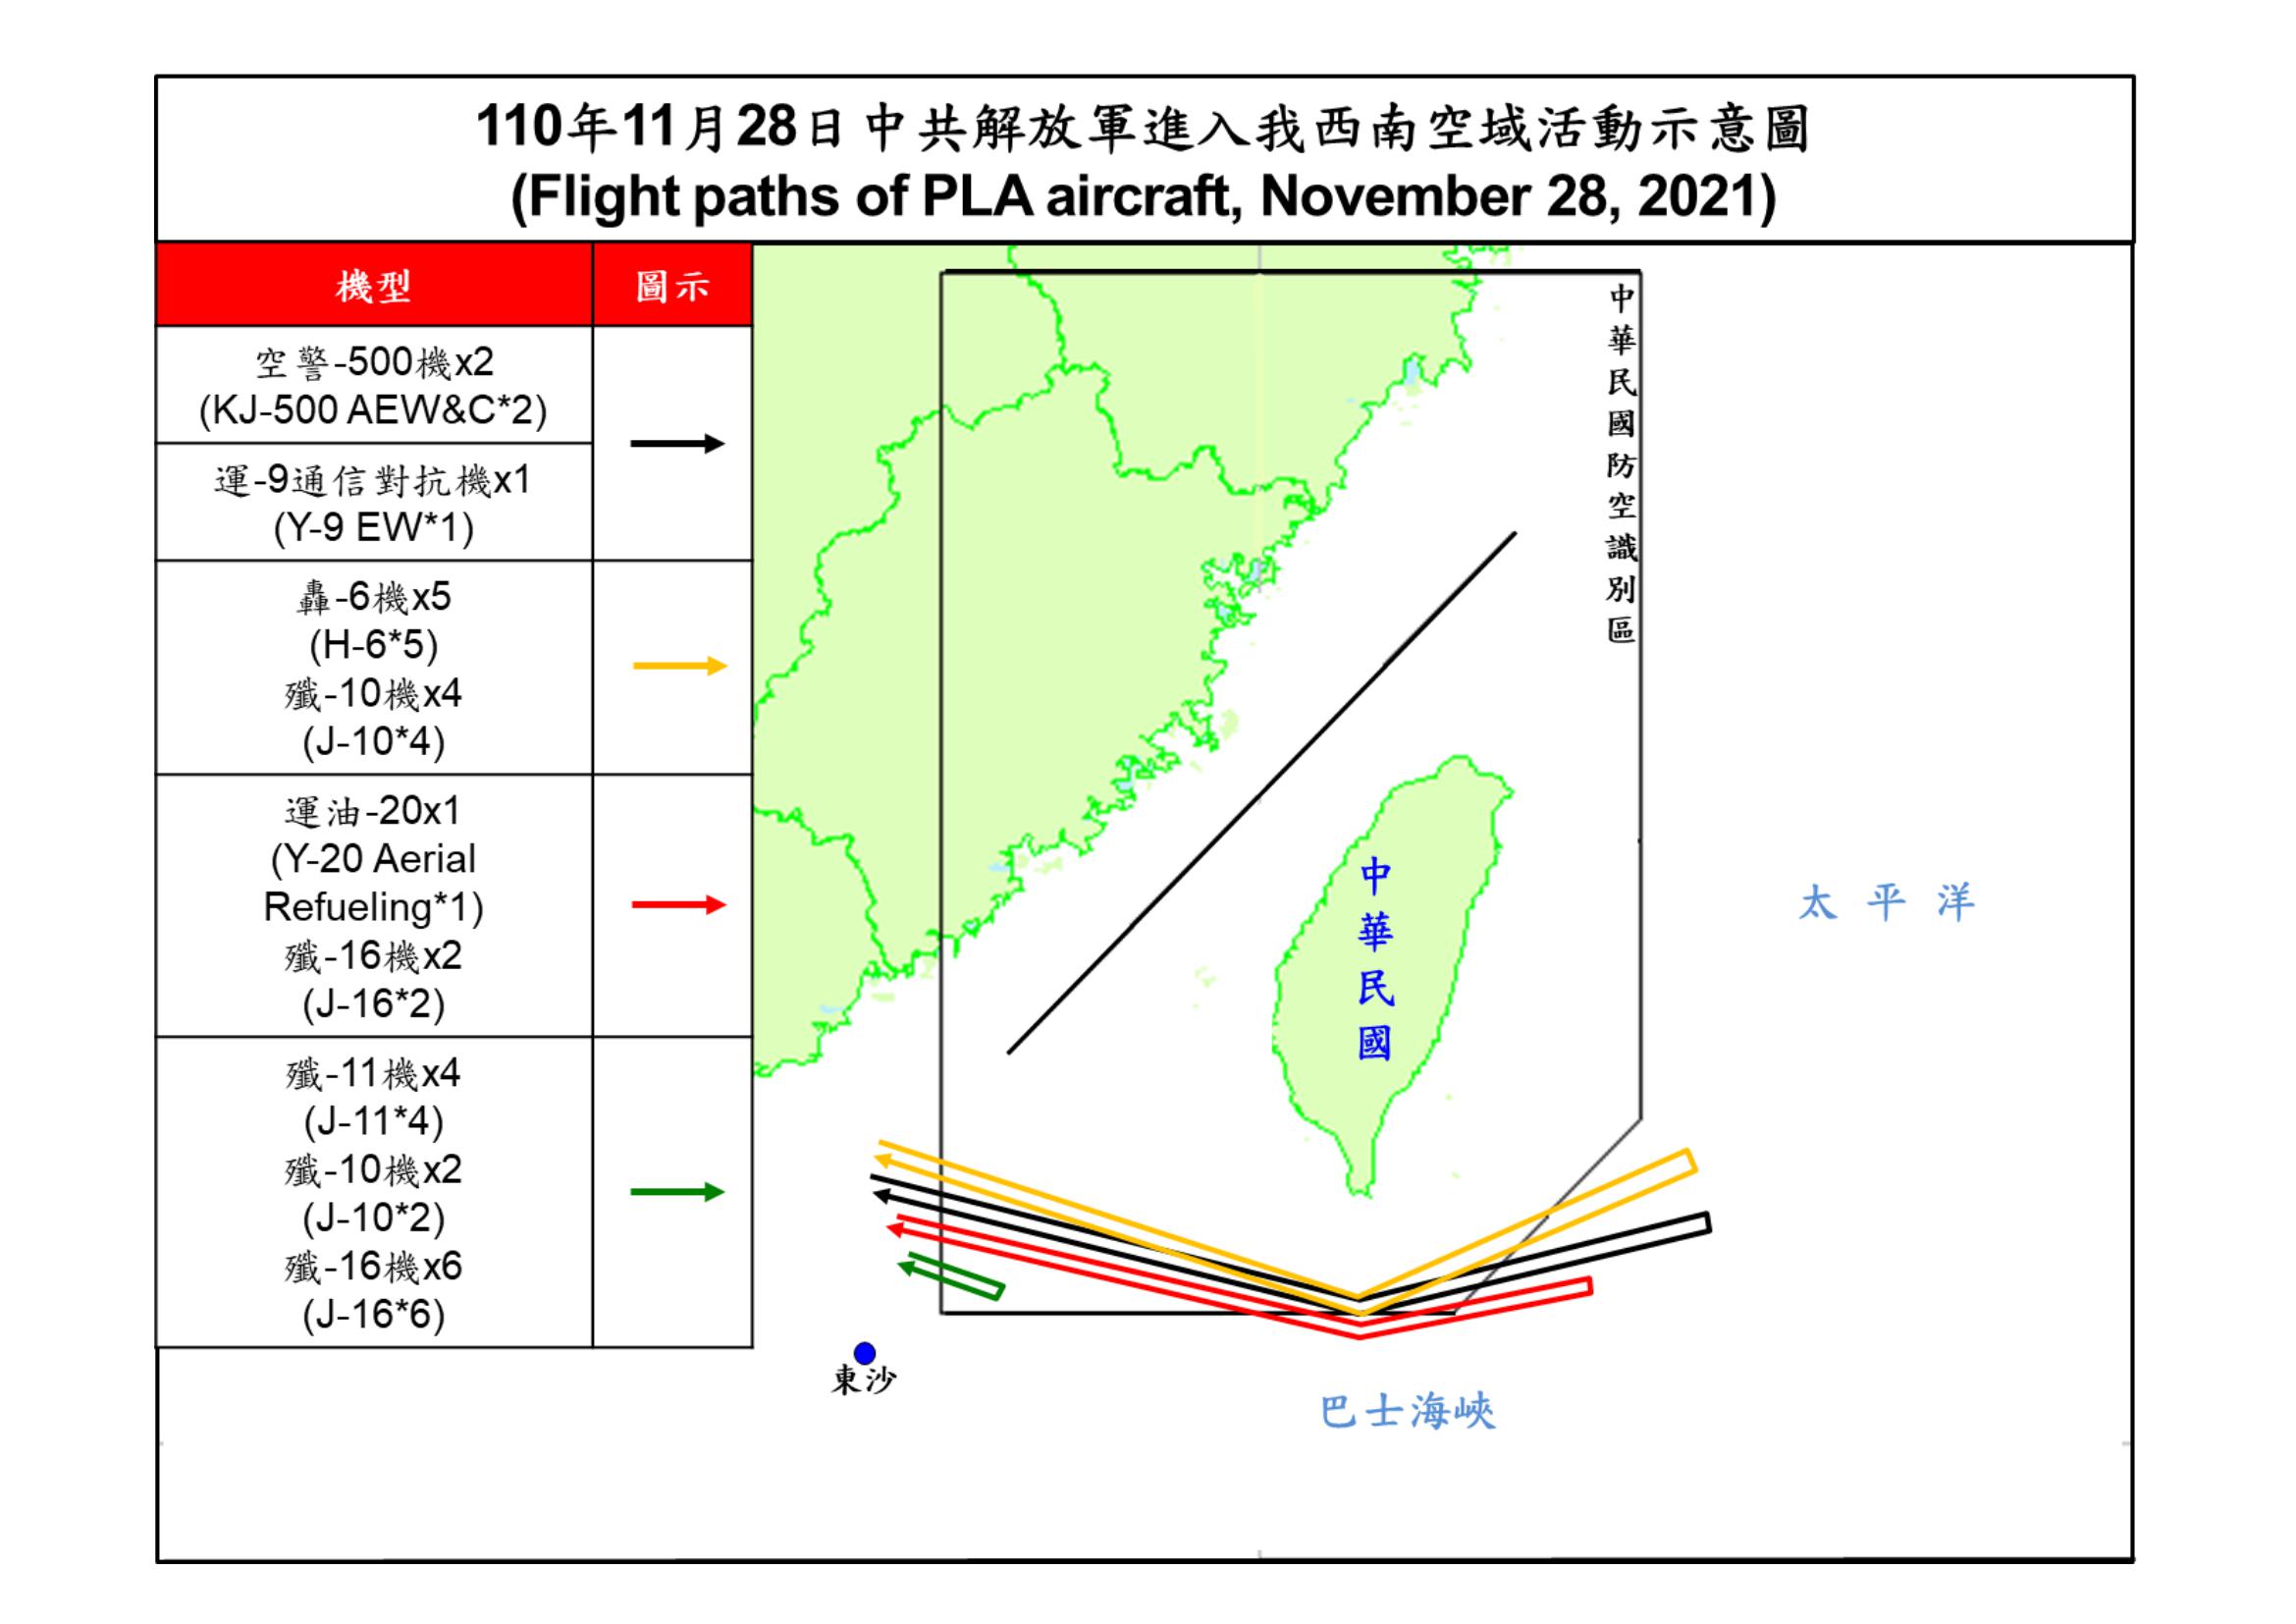 110年11月28日中共解放軍進入我西南空域活動示意圖
(Flight paths of PLA aircraft, November 28, 2021)
機型
圖示
空警-500機x2
(KJ-500 AEW&C*2)
運-9通信對抗機x1
(Y-9 EW*1)
轟-6機x5
(H-6*5)
殲-10機x4
(J-10*4)
運油-20x1
(Y-20 Aerial
Refueling*1)
殲-16機x2
(J-16*2)
殲-11機x4
(J-11*4)
殲-10機x2
(J-10*2)
殲-16機x6
(J-16*6)
中華民國防空識別區
中華民國
太平洋
東沙
巴士海峽